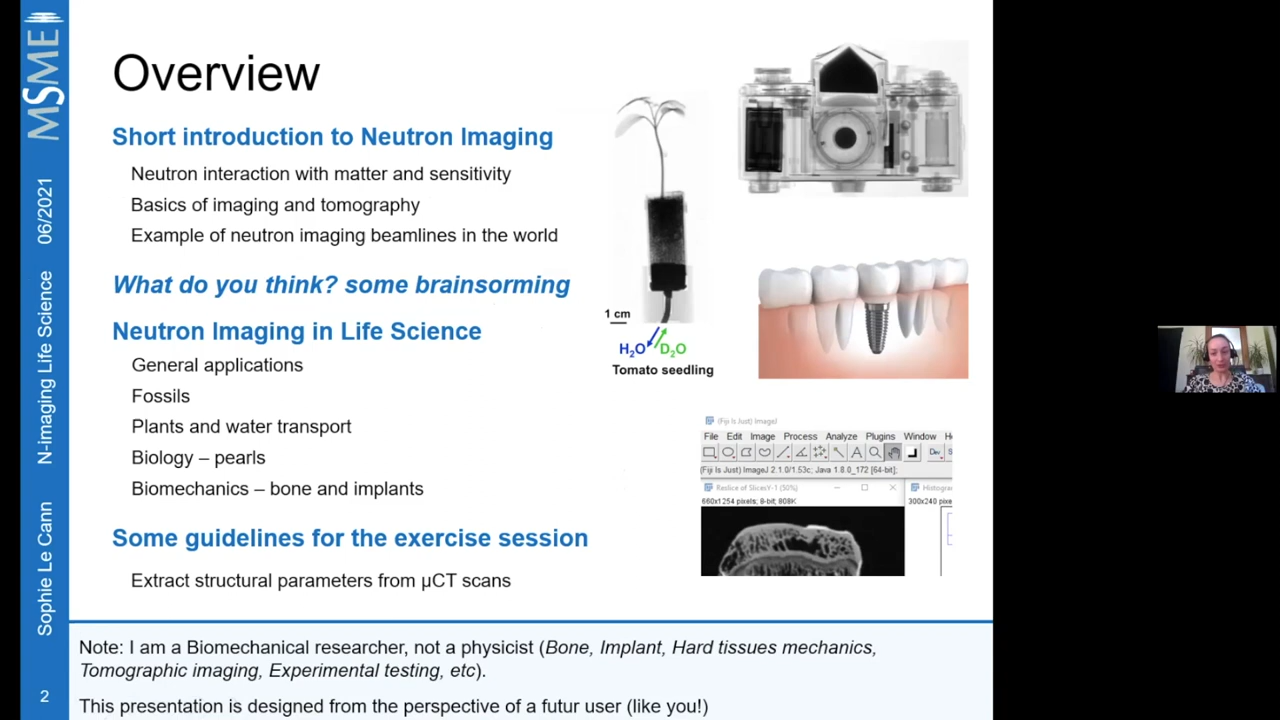 MSME
06/2021
N-imaging Life Science
Sophie Le Cann
2
Overview
Short introduction to Neutron Imaging
Neutron interaction with matter and sensitivity
Basics of imaging and tomography
Example of neutron imaging beamlines in the world
What do you think? some brainsorming
Neutron Imaging in Life Science
General applications
Fossils
Plants and water transport
Biology – pearls
Biomechanics – bone and implants
Some guidelines for the exercise session
Extract structural parameters from µCT scans
1 cm
H2O D2O
Tomato seedling
(Fiji Is Just) ImageJ
File Edit Image Process Analyze Plugins Window H
Dev
(Fiji Is Just) ImageJ 2.1.0/1.53c; Java 1.8.0_172 [64-bit];
Reslice of SlicesY-1 (50%)
Histogra
660x1254 pixels; 8-bit; 808K
300x240 pixe
Note: I am a Biomechanical researcher, not a physicist (Bone, Implant, Hard tissues mechanics,
Tomographic imaging, Experimental testing, etc).
This presentation is designed from the perspective of a futur user (like you!)